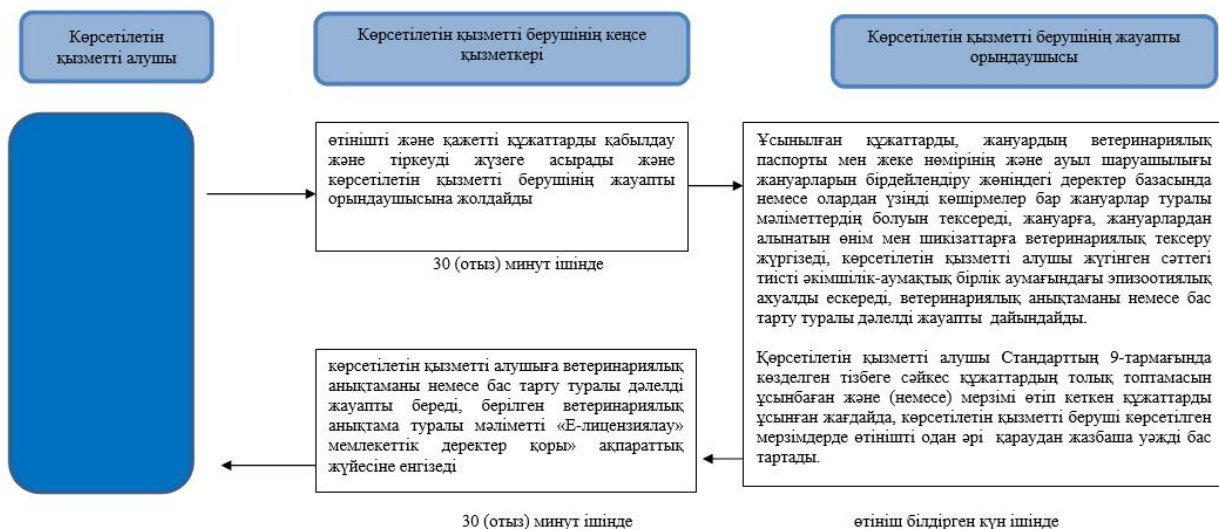 Көрсетілетін
қызметті алушы
Көрсетілетін қызметті берушінің кеңсе
қызметкері
Көрсетілетін қызметті берушінің жауапты
орындаушысы
өтінішті және қажетті құжаттарды қабылдау
және тіркеуді жүзеге асырады және
көрсетілетін қызметті берушінің жауапты
орындаушысына жолдайды
30 (отыз) минут ішінде
Ұсынылған құжаттарды, жануардың ветеринариялық
паспорты мен жеке нөмірінің және ауыл шаруашылығы
жануарларын бірдейлендіру жөніндегі деректер базасында
немесе олардан үзінді көшірмелер бар жануарлар туралы
мәліметтердің болуын тексереді, жануарға, жануарлардан
алынатын өнім мен шикізаттарға ветеринариялық тексеру
жүргізеді, көрсетілетін қызметті алушы жүгінген сәттегі
тиісті әкімшілік-аумақтық бірлік аумағындағы эпизоотиялық
ахуалды ескереді, ветеринариялық анықтаманы немесе бас
тарту туралы дәлелді жауапты дайындайды.
Қөрсетілетін қызметті алушы Стандарттың 9-тармағында
көзделген тізбеге сәйкес құжаттардың толық топтамасын
ұсынбаған және (немесе) мерзімі өтіп кеткен құжаттарды
ұсынған жағдайда, көрсетілетін қызметті беруші көрсетілген
мерзімдерде өтінішті одан әрі қараудан жазбаша уәжді бас
тартады.
көрсетілетін қызметті алушыға ветеринариялық
анықтаманы немесе бас тарту туралы дәлелді
жауапты береді, берілген ветеринариялық
анықтама туралы мәліметті «Е-лицензиялау»
мемлекеттік деректер қоры» ақпараттық
жүйесіне енгізеді
30 (отыз) минут ішінде
өтініш білдірген күн ішінде